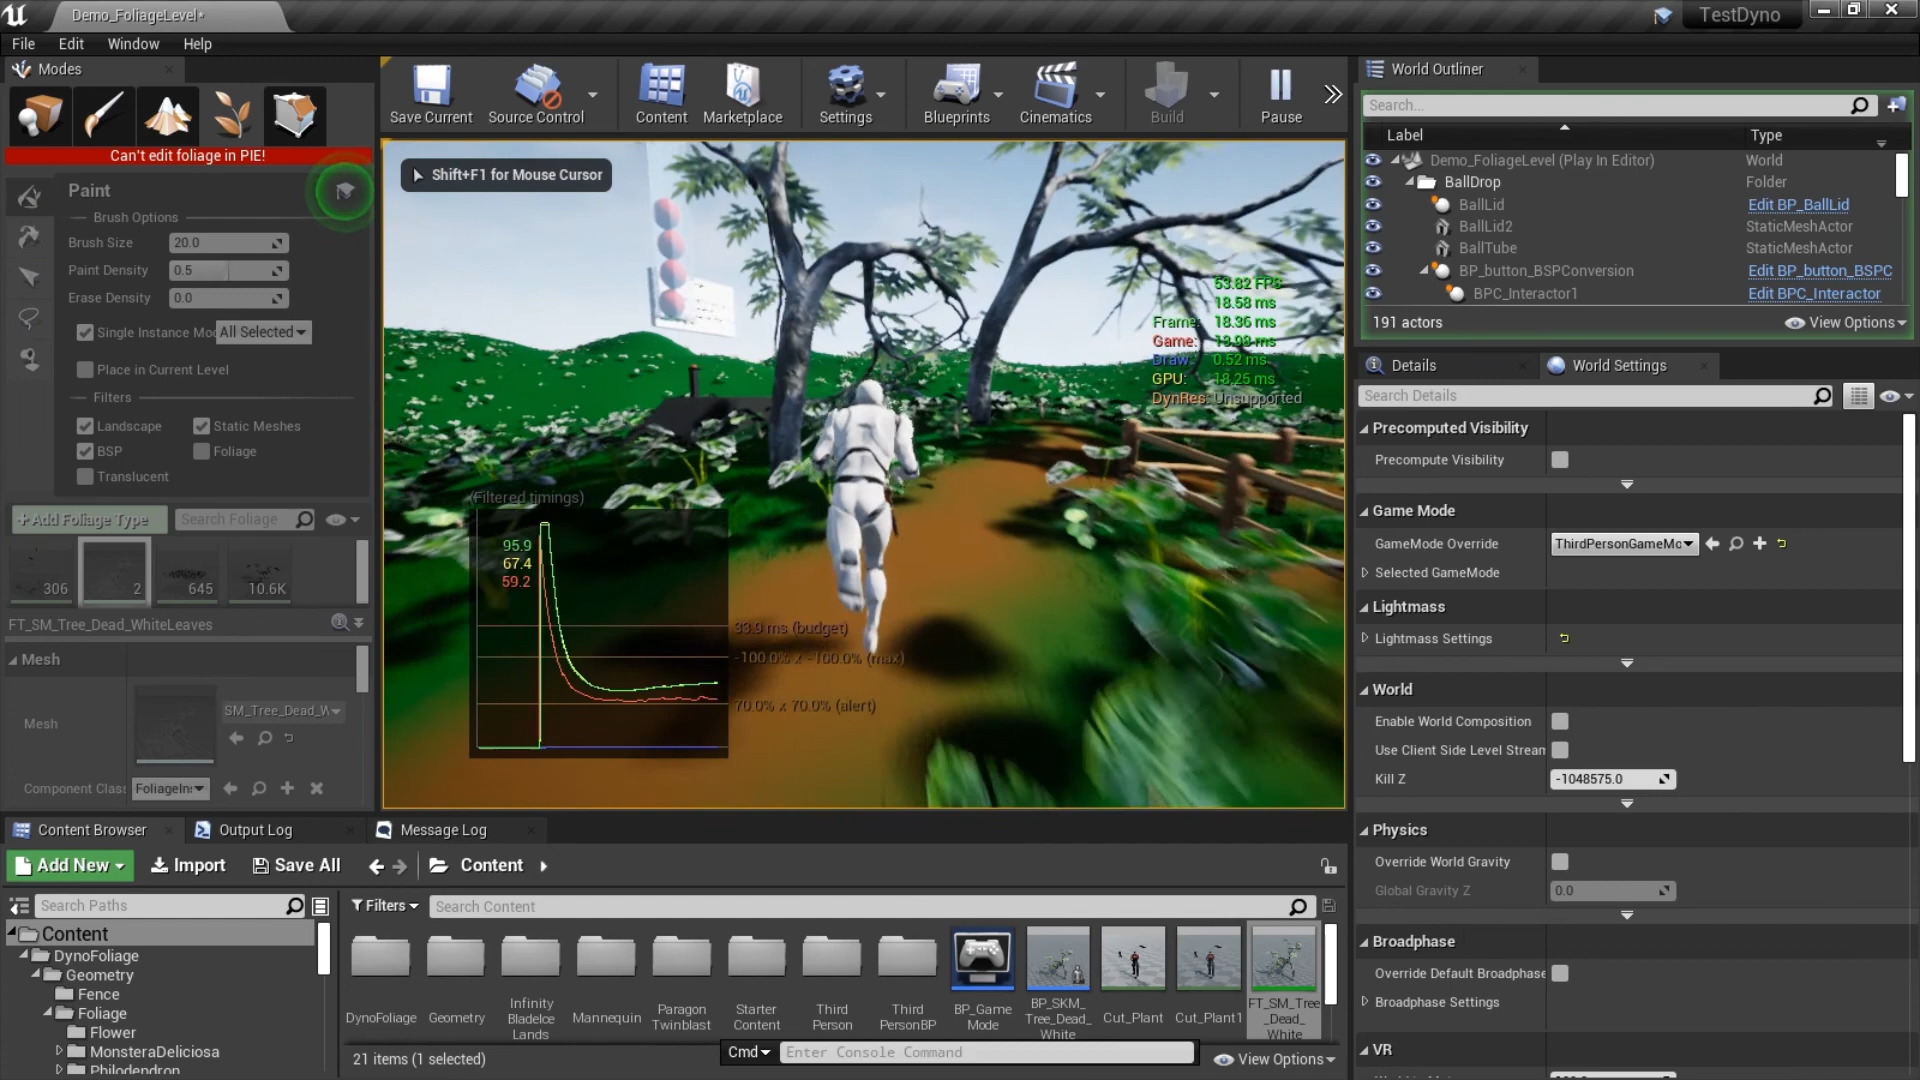 Demo_FoliageLevel*
TestDyno
File Edit Window Help
Modes
Can't edit foliage in PIE!
Paint
Brush Options
Brush Size 20.0
Paint Density 0.5
Erase Density 0.0
Single Instance Mod All Selected
Place in Current Level
Filters
Landscape Static Meshes
BSP Foliage
Translucent
+ Add Foliage Type Search Foliage
306 2 645 10.6K
FT_SM_Tree_Dead_WhiteLeaves
Mesh
Mesh SM_Tree_Dead_W
Component Clas FoliageIns
Save Current Source Control Content Marketplace Settings Blueprints Cinematics Build Pause
Shift+F1 for Mouse Cursor
53.82 FPS
18.58 ms
Frame: 18.36 ms
Game: 13.98 ms
Draw: 0.52 ms
GPU: 18.25 ms
DynRes: Unsupported
(Filtered timings)
95.9
67.4
59.2
33.9 ms (budget)
-100.0% x -100.0% (max)
70.0% x 70.0% (alert)
World Outliner
Search...
Label Type
Demo_FoliageLevel (Play In Editor) World
BallDrop Folder
BallLid Edit BP_BallLid
BallLid2 StaticMeshActor
BallTube StaticMeshActor
BP_button_BSPConversion Edit BP_button_BSPC
BPC_Interactor1 Edit BPC_Interactor
191 actors View Options
Details World Settings
Search Details
Precomputed Visibility
Precompute Visibility
Game Mode
GameMode Override ThirdPersonGameMo
Selected GameMode
Lightmass
Lightmass Settings
World
Enable World Composition
Use Client Side Level Stream
Kill Z -1048575.0
Physics
Override World Gravity
Global Gravity Z 0.0
Broadphase
Override Default Broadphase
Broadphase Settings
VR
Content Browser Output Log Message Log
Add New Import Save All Content
Search Paths
Filters Search Content
Content
DynoFoliage
Geometry
Fence
Foliage
Flower
MonsteraDeliciosa
Philodendron
DynoFoliage
Geometry
Infinity
BladeIce
Lands
Mannequin
Paragon
Twinblast
Starter
Content
Third
Person
Third
PersonBP
BP_Game
Mode
BP_SKM_
Tree_Dead_
White
Cut_Plant
Cut_Plant1
FT_SM_Tree
_Dead_
White
21 items (1 selected) Cmd Enter Console Command View Options